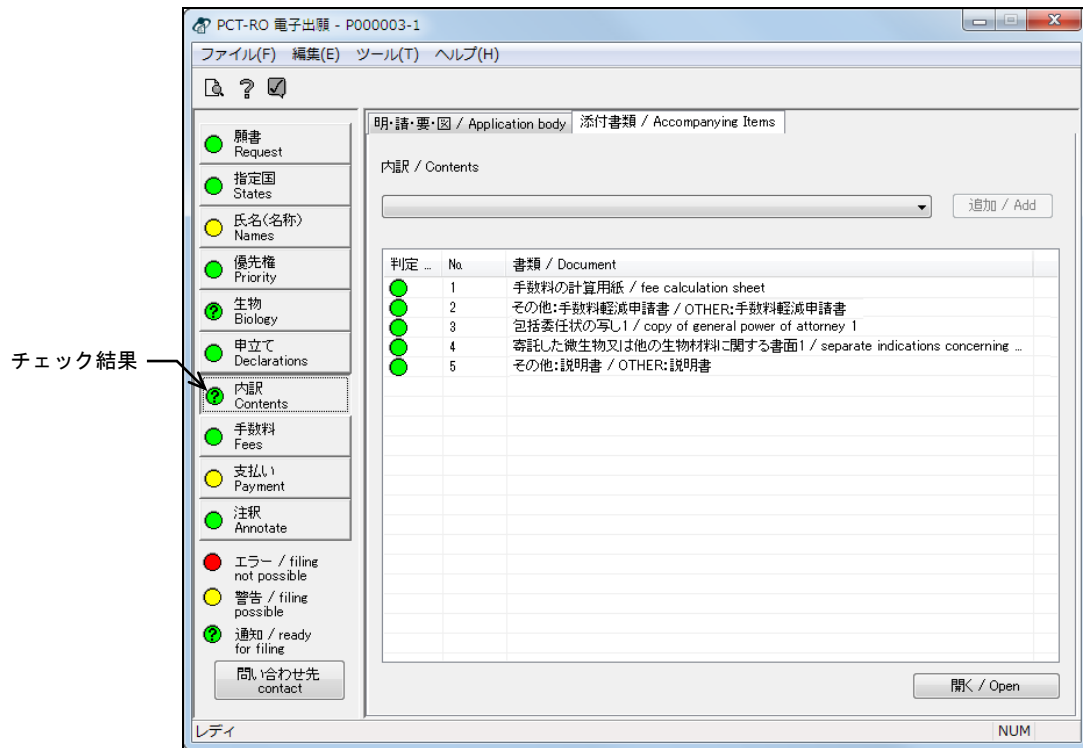 PCT-RO 電子出願 - P000003-1
ファイル(F) 編集(E) ツール(T) ヘルプ(H)
願書
Request
指定国
States
氏名(名称)
Names
優先権
Priority
生物
Biology
申立て
Declarations
チェック結果
内訳
Contents
手数料
Fees
支払い
Payment
注釈
Annotate
エラー / filing
not possible
警告 / filing
possible
通知 / ready
for filing
問い合わせ先
contact
明・請・要・図 / Application body 添付書類 / Accompanying Items
内訳 / Contents
追加 / Add
判定 ... No. 書類 / Document
1 手数料の計算用紙 / fee calculation sheet
2 その他:手数料軽減申請書 / OTHER:手数料軽減申請書
3 包括委任状の写し1 / copy of general power of attorney 1
4 寄託した微生物又は他の生物材料に関する書面1 / separate indications concerning ...
5 その他:説明書 / OTHER:説明書
開く / Open
レディ NUM